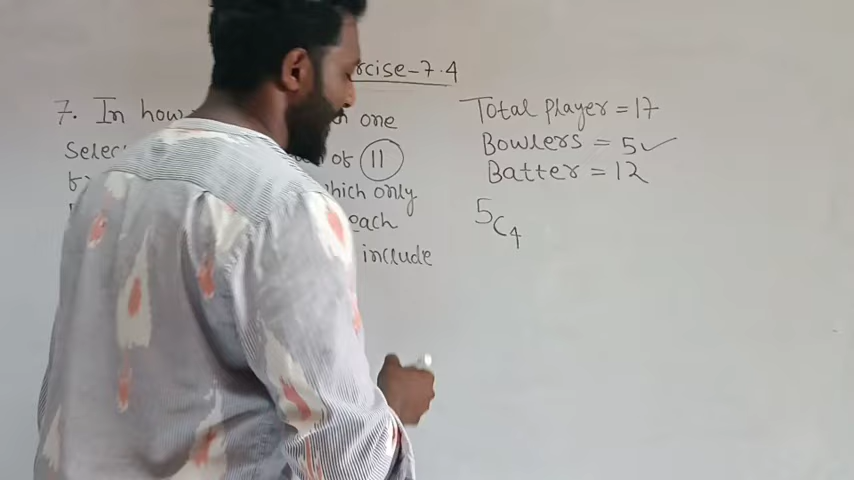 rcise-7.4
7. In how one
Selec of 11
which only
each
include
Total player = 17
Bowlers = 5 ✓
Batter = 12
5C4